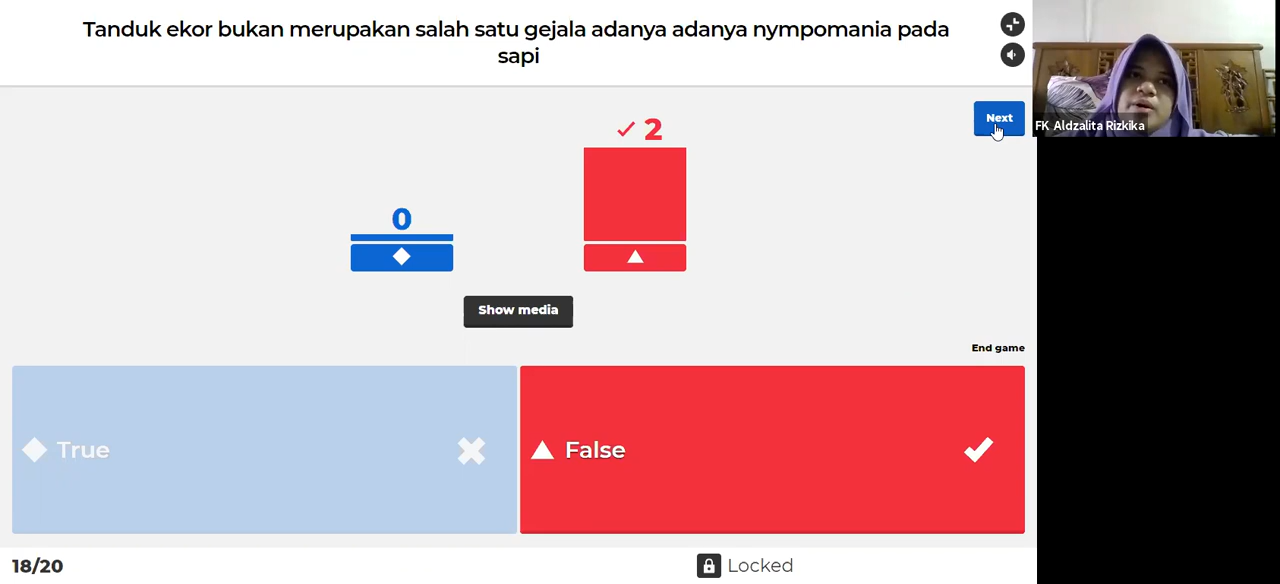 Tanduk ekor bukan merupakan salah satu gejala adanya adanya nympomania pada
sapi
Next
FK Aldzalita Rizkika
2
0
Show media
End game
True
False
18/20
Locked